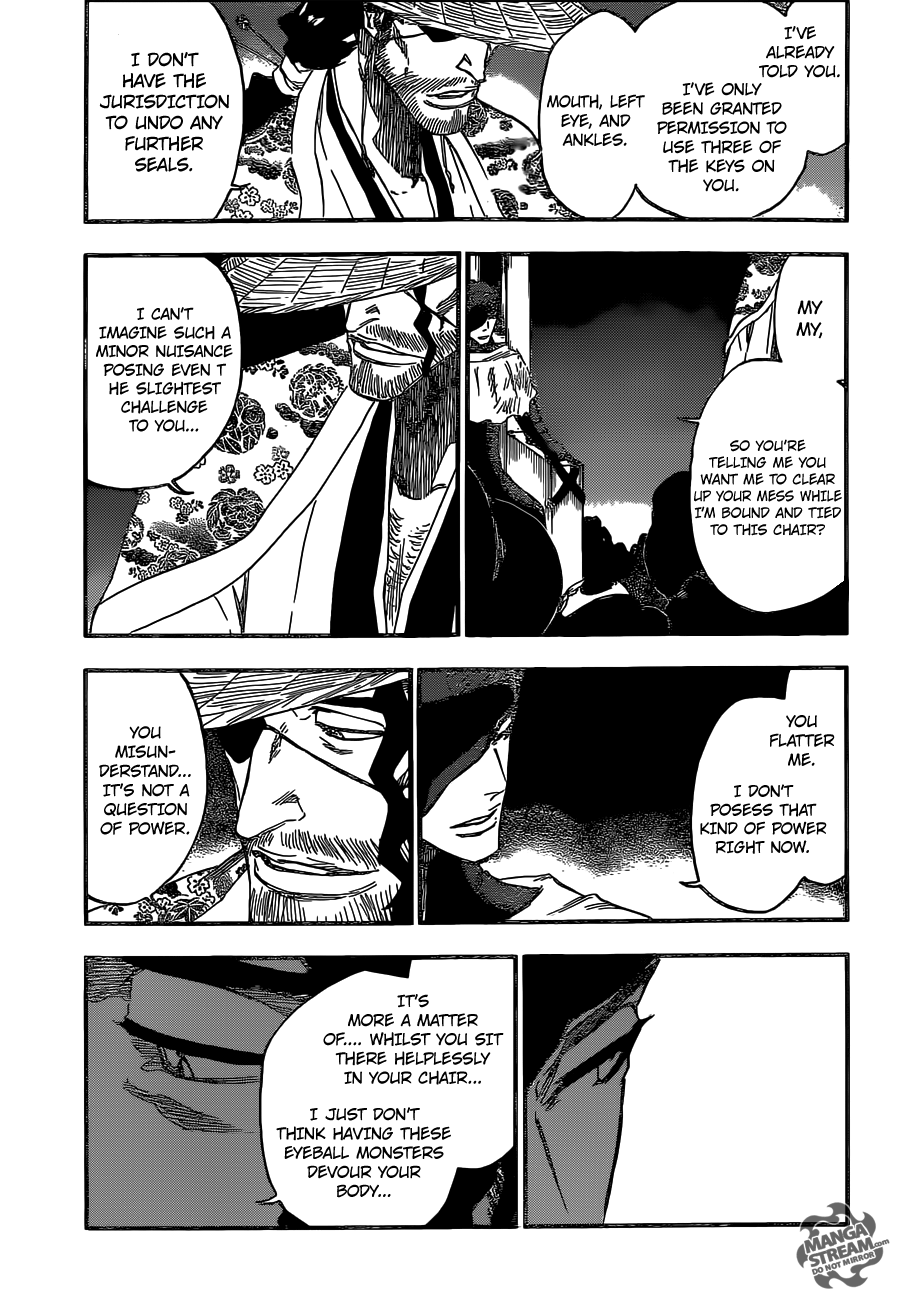 I'VE
ALREADY
TOLD YOU.
I'VE ONLY
BEEN GRANTED
PERMISSION TO
USE THREE OF
THE KEYS ON
YOU.
MOUTH, LEFT
EYE, AND
ANKLES.
I DON'T
HAVE THE
JURISDICTION
TO UNDO ANY
FURTHER
SEALS.
MY
MY,
SO YOU'RE
TELLING ME YOU
WANT ME TO CLEAR
UP YOUR MESS WHILE
I'M BOUND AND TIED
TO THIS CHAIR?
I CAN'T
IMAGINE SUCH A
MINOR NUISANCE
POSING EVEN T
HE SLIGHTEST
CHALLENGE
TO YOU...
YOU
FLATTER
ME.
I DON'T
POSESS THAT
KIND OF POWER
RIGHT NOW.
YOU
MISUN-
DERSTAND...
IT'S NOT A
QUESTION
OF POWER.
IT'S
MORE A MATTER
OF.... WHILST YOU SIT
THERE HELPLESSLY
IN YOUR CHAIR...
I JUST DON'T
THINK HAVING THESE
EYEBALL MONSTERS
DEVOUR YOUR
BODY...
MANGA
STREAM.com
DO NOT MIRROR